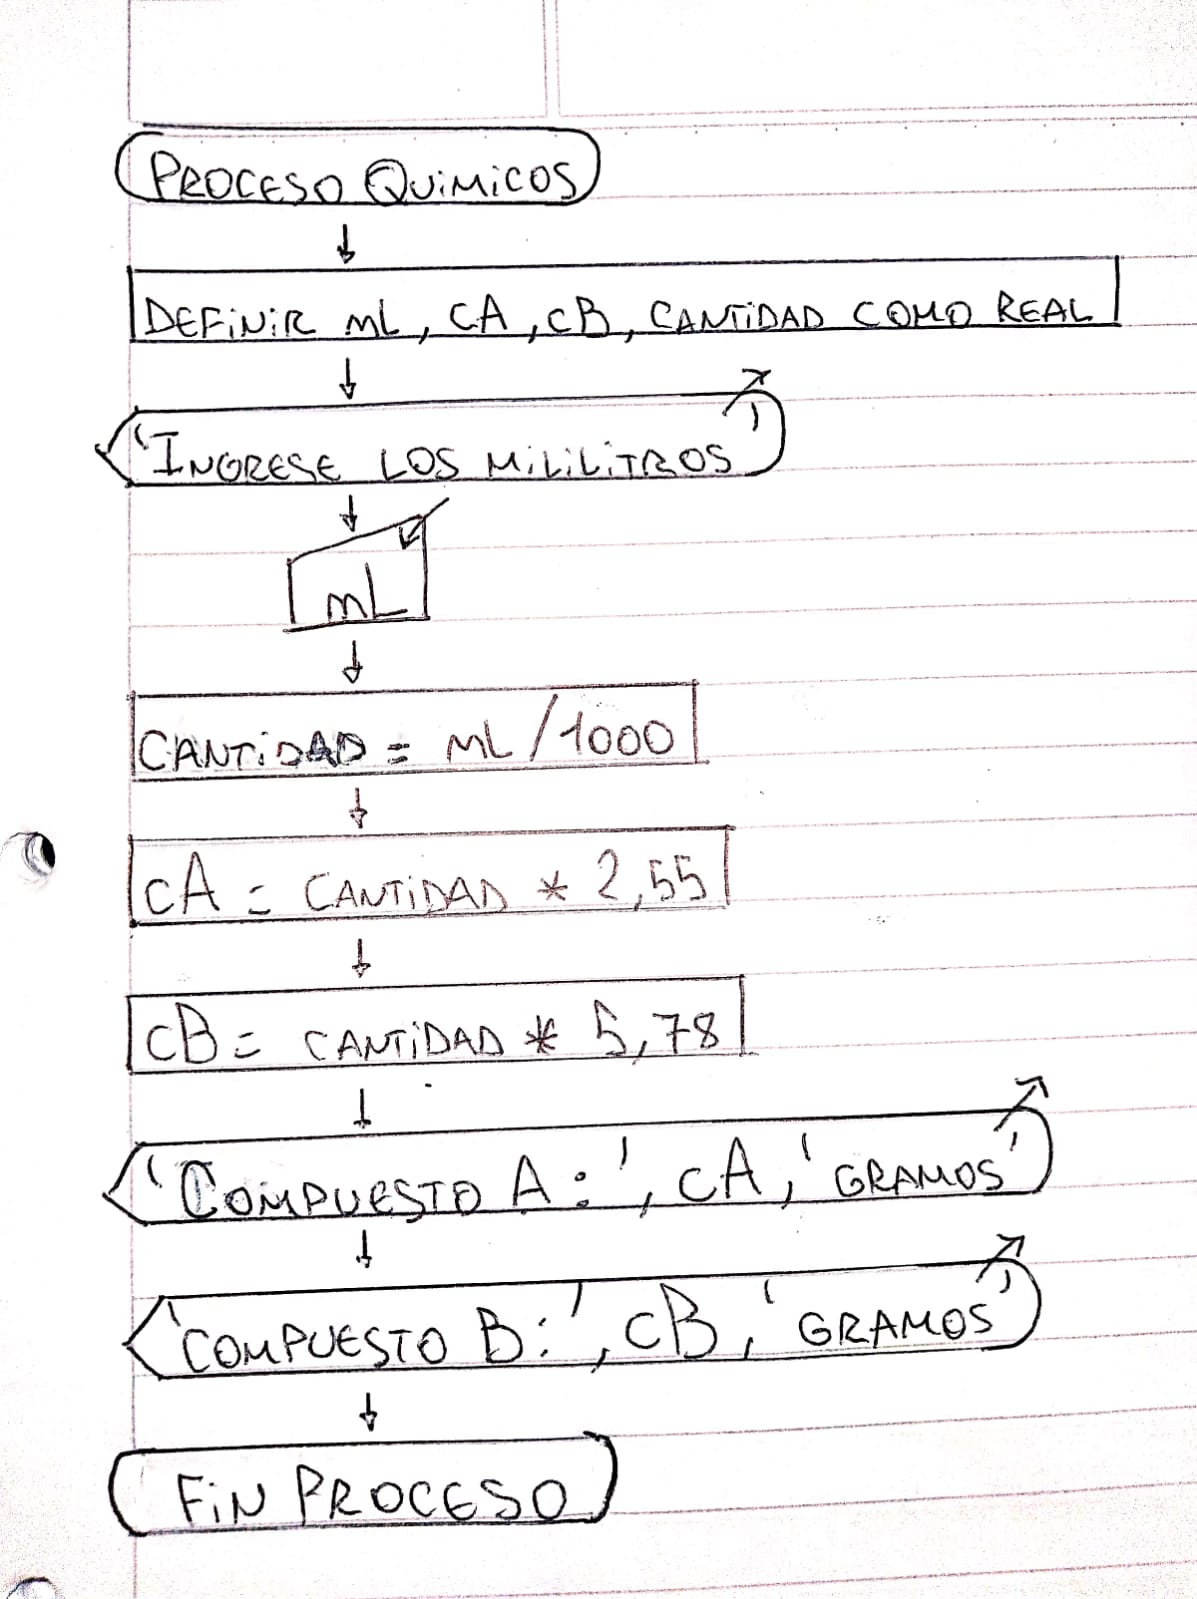 PROCESO QUiMiCOS
DEFiNiR mL, CA, CB, CANTiDAD COMO REAL
'INGRESE LOS MiLiLiTROS'
mL
CANTiDAD = mL/1000
CA = CANTiDAD * 2,55
CB = CANTiDAD * 5,78
'COMPUESTO A:', CA, 'GRAMOS'
'COMPUESTO B:', CB, 'GRAMOS'
FiN PROCESO